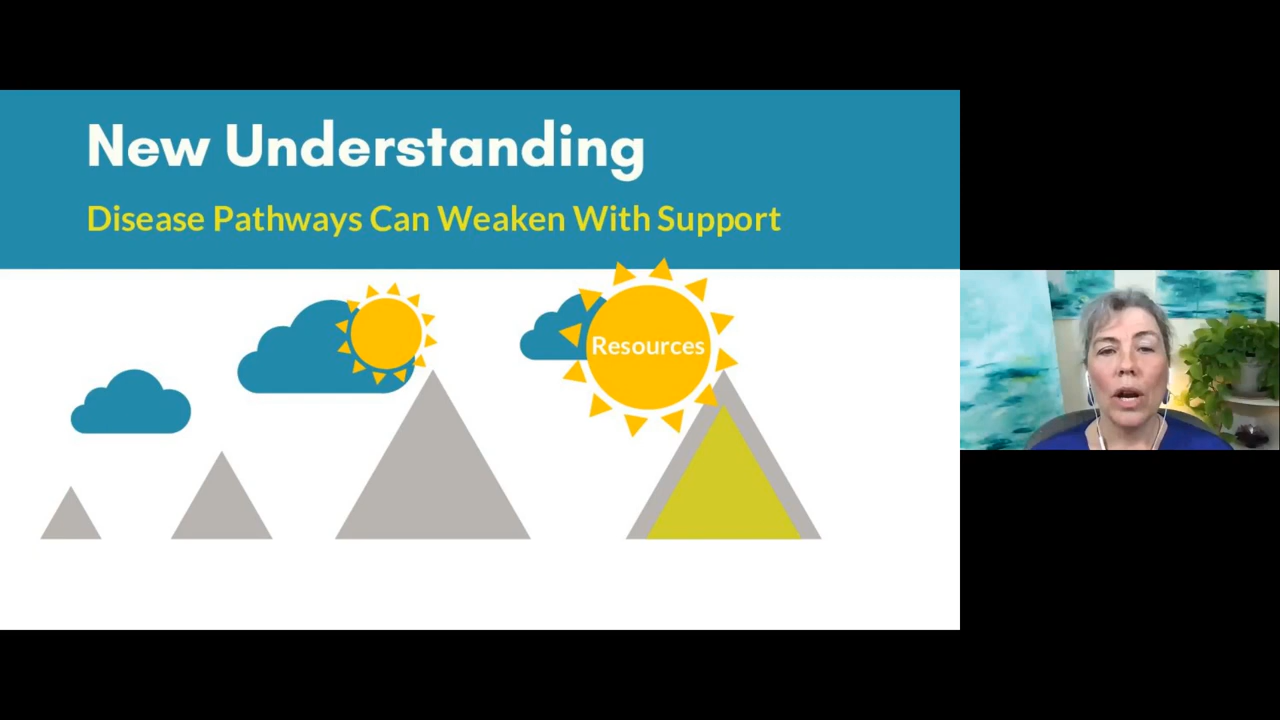 New Understanding
Disease Pathways Can Weaken With Support
Resources